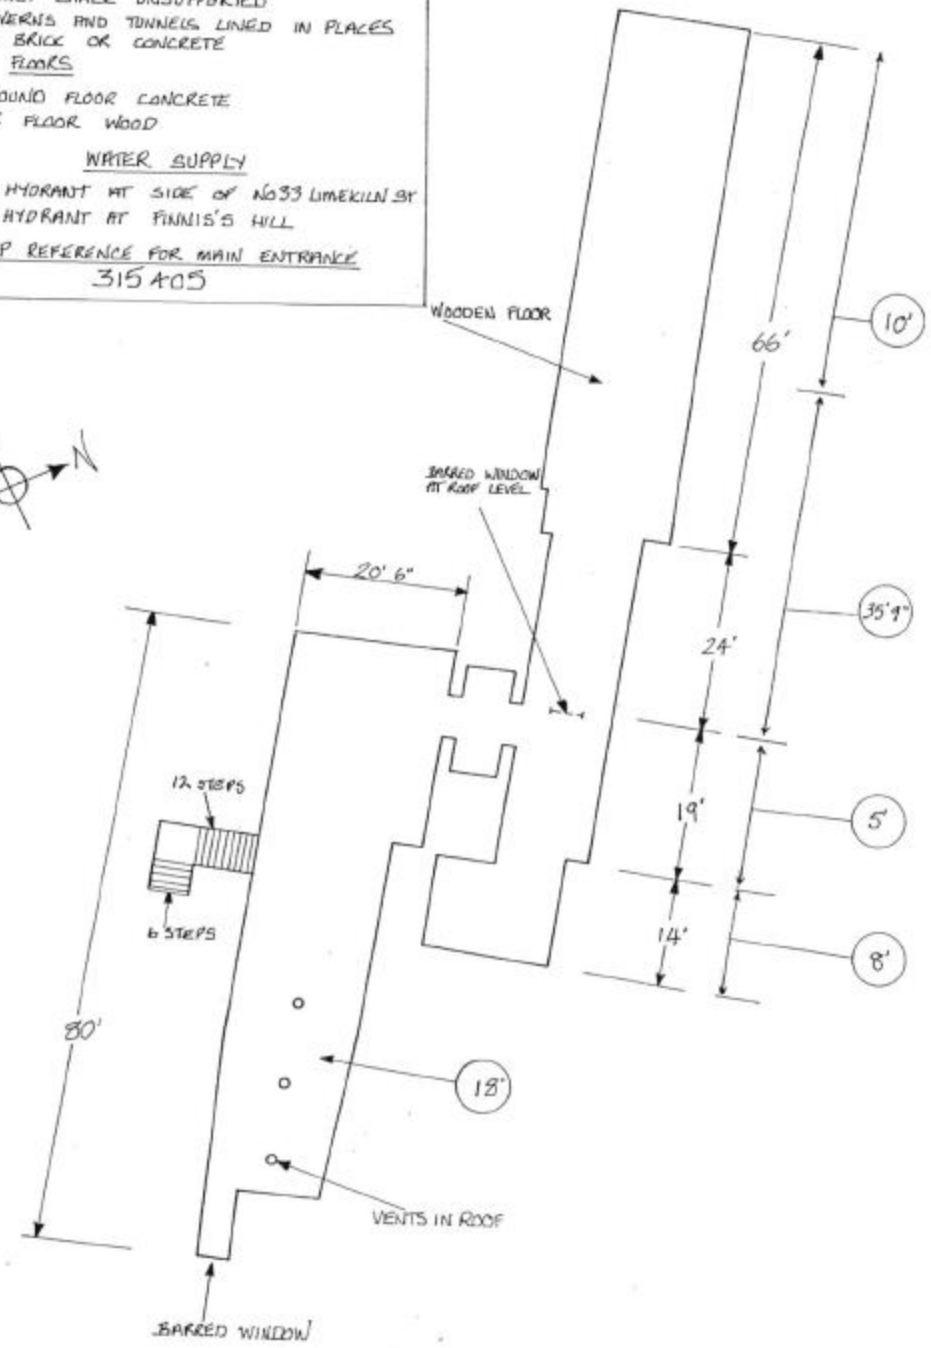 UNSUPPORTED
AND TUNNELS LINED IN PLACES
BRICK OR CONCRETE
FLOORS
FLOOR CONCRETE
FLOOR WOOD
WATER SUPPLY
HYDRANT AT SIDE OF No33 LIMEKILN ST
HYDRANT AT FINNIS'S HILL
REFERENCE FOR MAIN ENTRANCE
315405
WOODEN FLOOR
66'
10'
N
BARRED WINDOW
AT ROOF LEVEL
20' 6"
24'
35'9"
12 STEPS
19'
5'
6 STEPS
14'
8'
80'
18'
VENTS IN ROOF
BARRED WINDOW